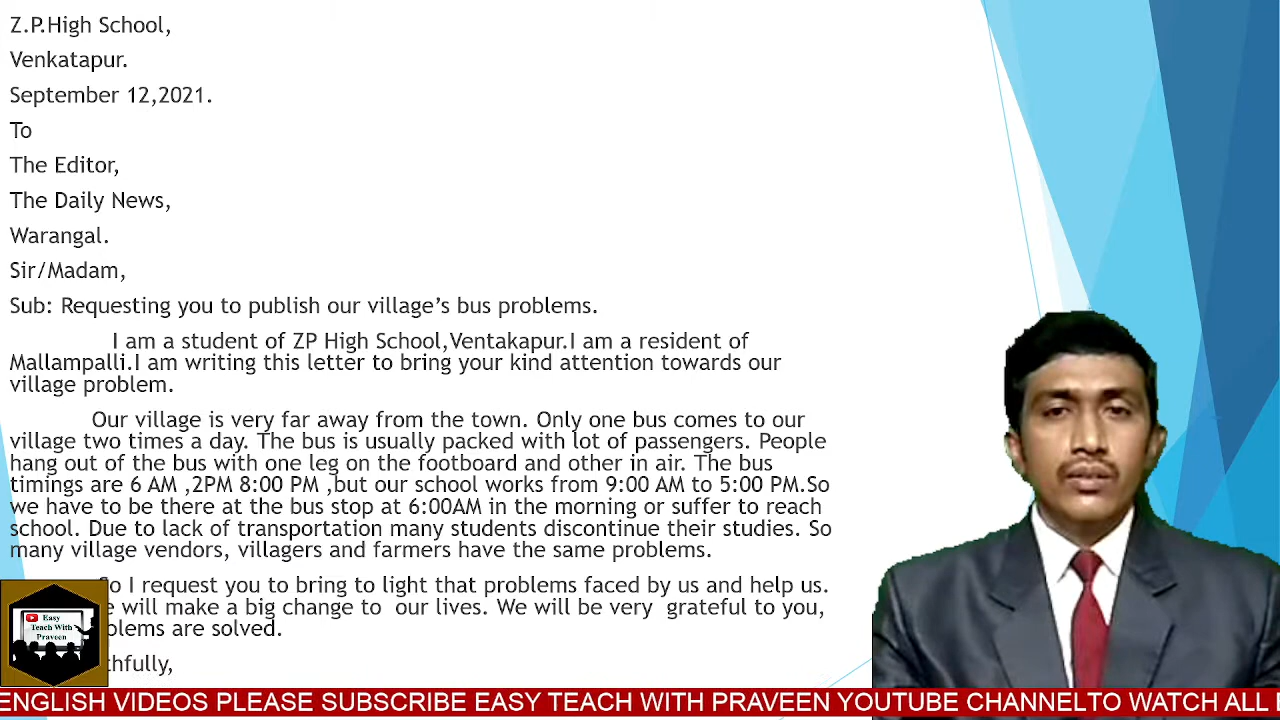 Z.P.High School,
Venkatapur.
September 12,2021.
To
The Editor,
The Daily News,
Warangal.
Sir/Madam,
Sub: Requesting you to publish our village's bus problems.
I am a student of ZP High School,Ventakapur.I am a resident of
Mallampalli.I am writing this letter to bring your kind attention towards our
village problem.
Our village is very far away from the town. Only one bus comes to our
village two times a day. The bus is usually packed with lot of passengers. People
hang out of the bus with one leg on the footboard and other in air. The bus
timings are 6 AM ,2PM 8:00 PM ,but our school works from 9:00 AM to 5:00 PM.So
we have to be there at the bus stop at 6:00AM in the morning or suffer to reach
school. Due to lack of transportation many students discontinue their studies. So
many village vendors, villagers and farmers have the same problems.
I request you to bring to light that problems faced by us and help us.
will make a big change to our lives. We will be very grateful to you,
are solved.
Easy
Teach With
Praveen
ENGLISH VIDEOS PLEASE SUBSCRIBE EASY TEACH WITH PRAVEEN YOUTUBE CHANNELTO WATCH ALL